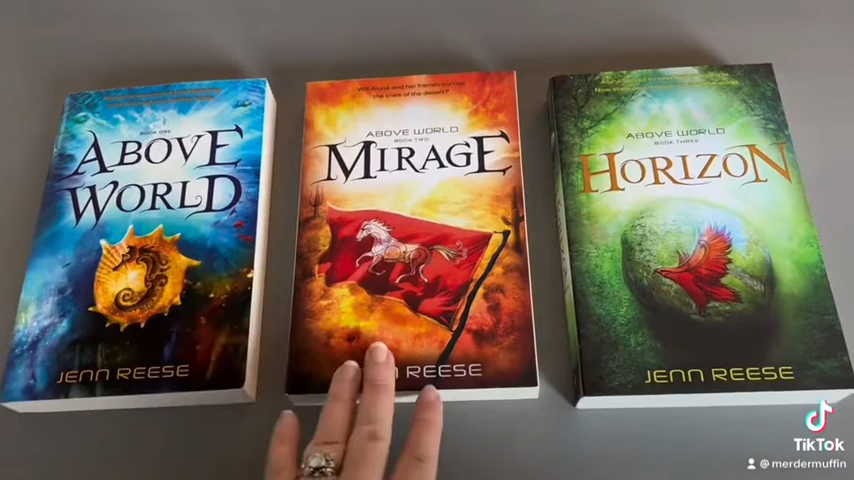 BOOK ONE
ABOVE
WORLD
JENN REESE
Will Aluna and her friends survive
the trials of the desert?
ABOVE WORLD
BOOK TWO
MIRAGE
JENN REESE
ABOVE WORLD
BOOK THREE
HORIZON
JENN REESE
TikTok
@merdermuffin